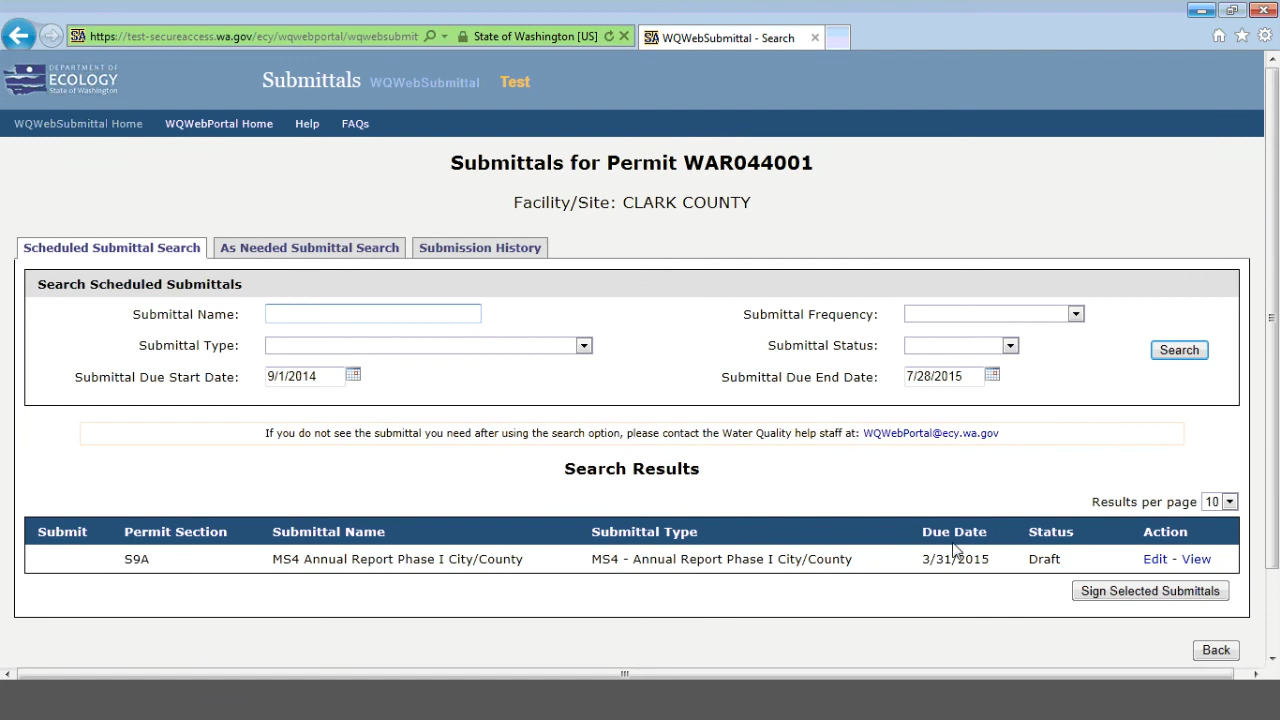 https://test-secureaccess.wa.gov/ecy/wqwebportal/wqwebsubmit
State of Washington [US]
WQWebSubmittal - Search
DEPARTMENT OF
ECOLOGY
State of Washington
Submittals WQWebSubmittal Test
WQWebSubmittal Home WQWebPortal Home Help FAQs
Submittals for Permit WAR044001
Facility/Site: CLARK COUNTY
Scheduled Submittal Search As Needed Submittal Search Submission History
Search Scheduled Submittals
Submittal Name: Submittal Frequency:
Submittal Type: Submittal Status:
Search
Submittal Due Start Date: 9/1/2014 Submittal Due End Date: 7/28/2015
If you do not see the submittal you need after using the search option, please contact the Water Quality help staff at: WQWebPortal@ecy.wa.gov
Search Results
Results per page 10
Submit Permit Section Submittal Name Submittal Type Due Date Status Action
S9A MS4 Annual Report Phase I City/County MS4 - Annual Report Phase I City/County 3/31/2015 Draft Edit - View
Sign Selected Submittals
Back